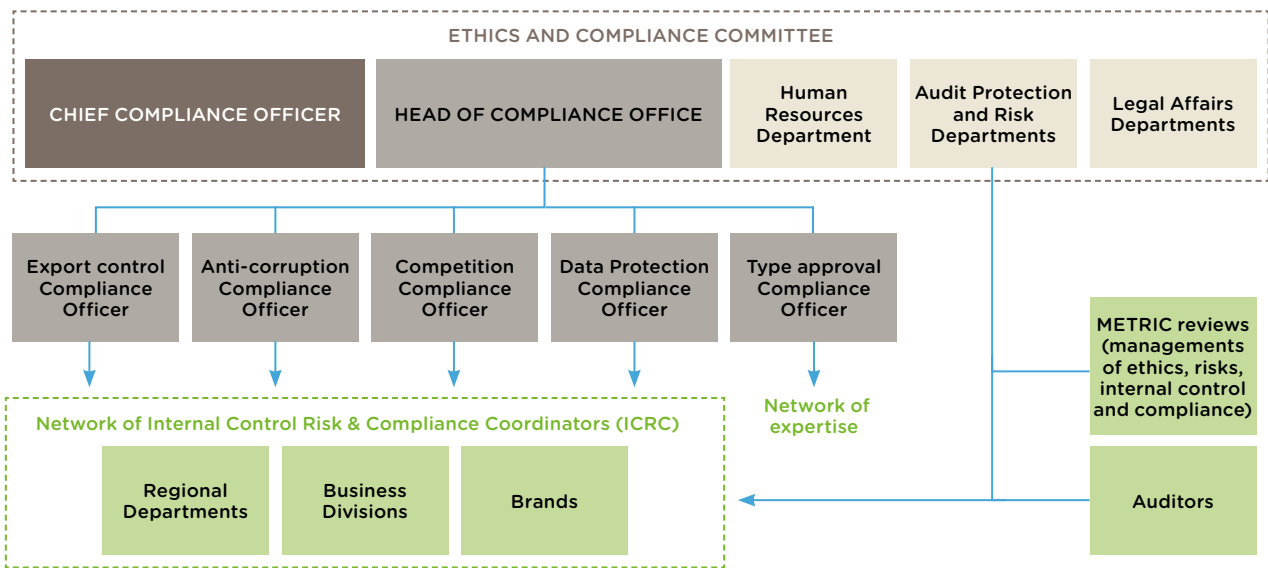 ETHICS AND COMPLIANCE COMMITTEE
CHIEF COMPLIANCE OFFICER
HEAD OF COMPLIANCE OFFICE
Human
Resources
Department
Audit Protection
and Risk
Departments
Legal Affairs
Departments
Export control
Compliance
Officer
Anti-corruption
Compliance
Officer
Competition
Compliance
Officer
Data Protection
Compliance
Officer
Type approval
Compliance
Officer
METRIC reviews
(managements
of ethics, risks,
internal control
and compliance)
Network of Internal Control Risk & Compliance Coordinators (ICRC)
Network of
expertise
Regional
Departments
Business
Divisions
Brands
Auditors